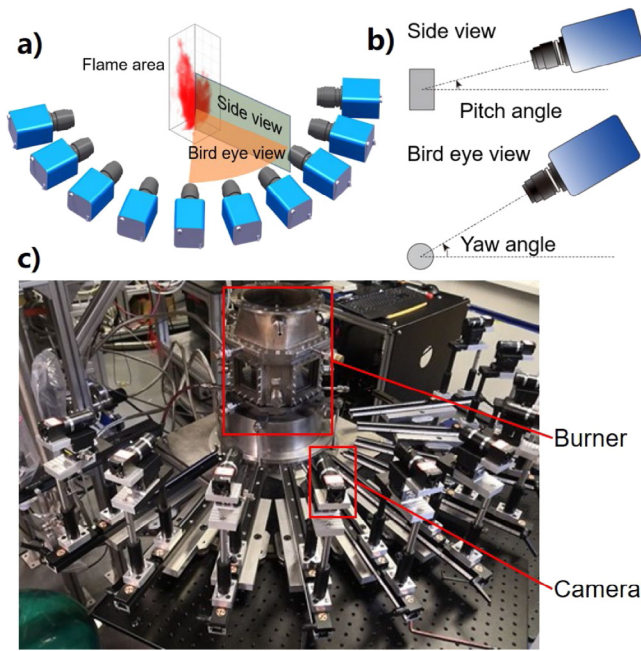 a)
Flame area
Side view
Bird eye view
b)
Side view
Pitch angle
Bird eye view
Yaw angle
c)
Burner
Camera